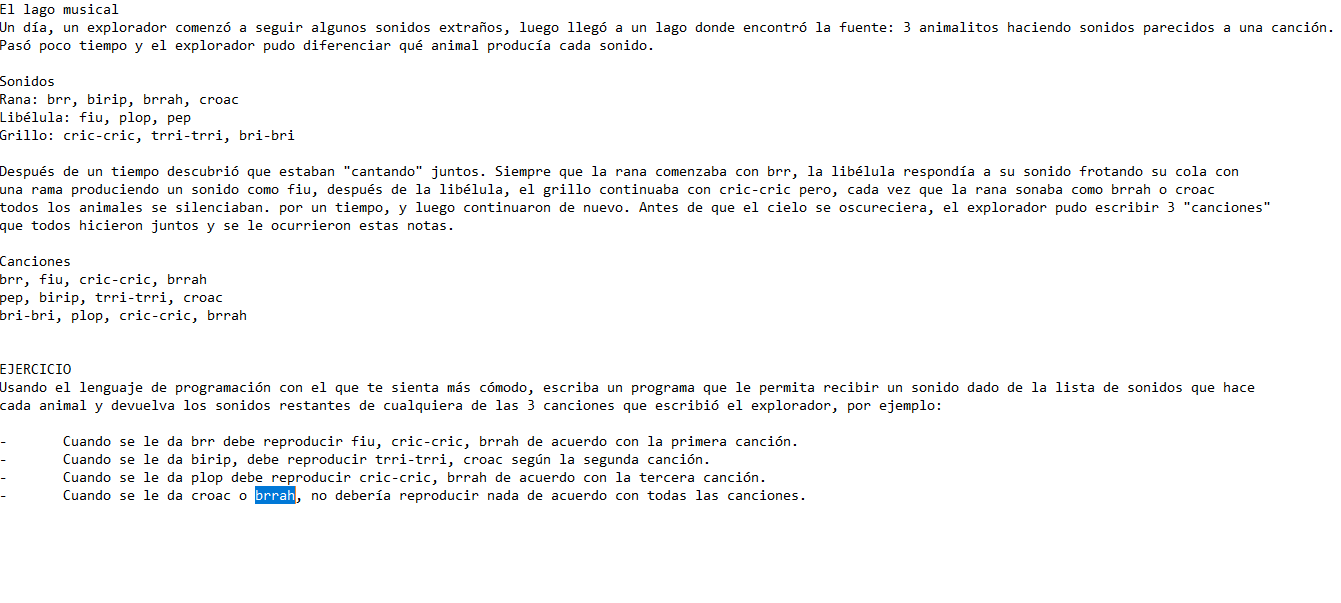 El lago musical
Un día, un explorador comenzó a seguir algunos sonidos extraños, luego llegó a un lago donde encontró la fuente: 3 animalitos haciendo sonidos parecidos a una canción.
Pasó poco tiempo y el explorador pudo diferenciar qué animal producía cada sonido.
Sonidos
Rana: brr, birip, brrah, croac
Libélula: fiu, plop, pep
Grillo: cric-cric, trri-trri, bri-bri
Después de un tiempo descubrió que estaban "cantando" juntos. Siempre que la rana comenzaba con brr, la libélula respondía a su sonido frotando su cola con
una rama produciendo un sonido como fiu, después de la libélula, el grillo continuaba con cric-cric pero, cada vez que la rana sonaba como brrah o croac
todos los animales se silenciaban. por un tiempo, y luego continuaron de nuevo. Antes de que el cielo se oscureciera, el explorador pudo escribir 3 "canciones"
que todos hicieron juntos y se le ocurrieron estas notas.
Canciones
brr, fiu, cric-cric, brrah
pep, birip, trri-trri, croac
bri-bri, plop, cric-cric, brrah
EJERCICIO
Usando el lenguaje de programación con el que te sienta más cómodo, escriba un programa que le permita recibir un sonido dado de la lista de sonidos que hace
cada animal y devuelva los sonidos restantes de cualquiera de las 3 canciones que escribió el explorador, por ejemplo:
- Cuando se le da brr debe reproducir fiu, cric-cric, brrah de acuerdo con la primera canción.
- Cuando se le da birip, debe reproducir trri-trri, croac según la segunda canción.
- Cuando se le da plop debe reproducir cric-cric, brrah de acuerdo con la tercera canción.
- Cuando se le da croac o brrah, no debería reproducir nada de acuerdo con todas las canciones.